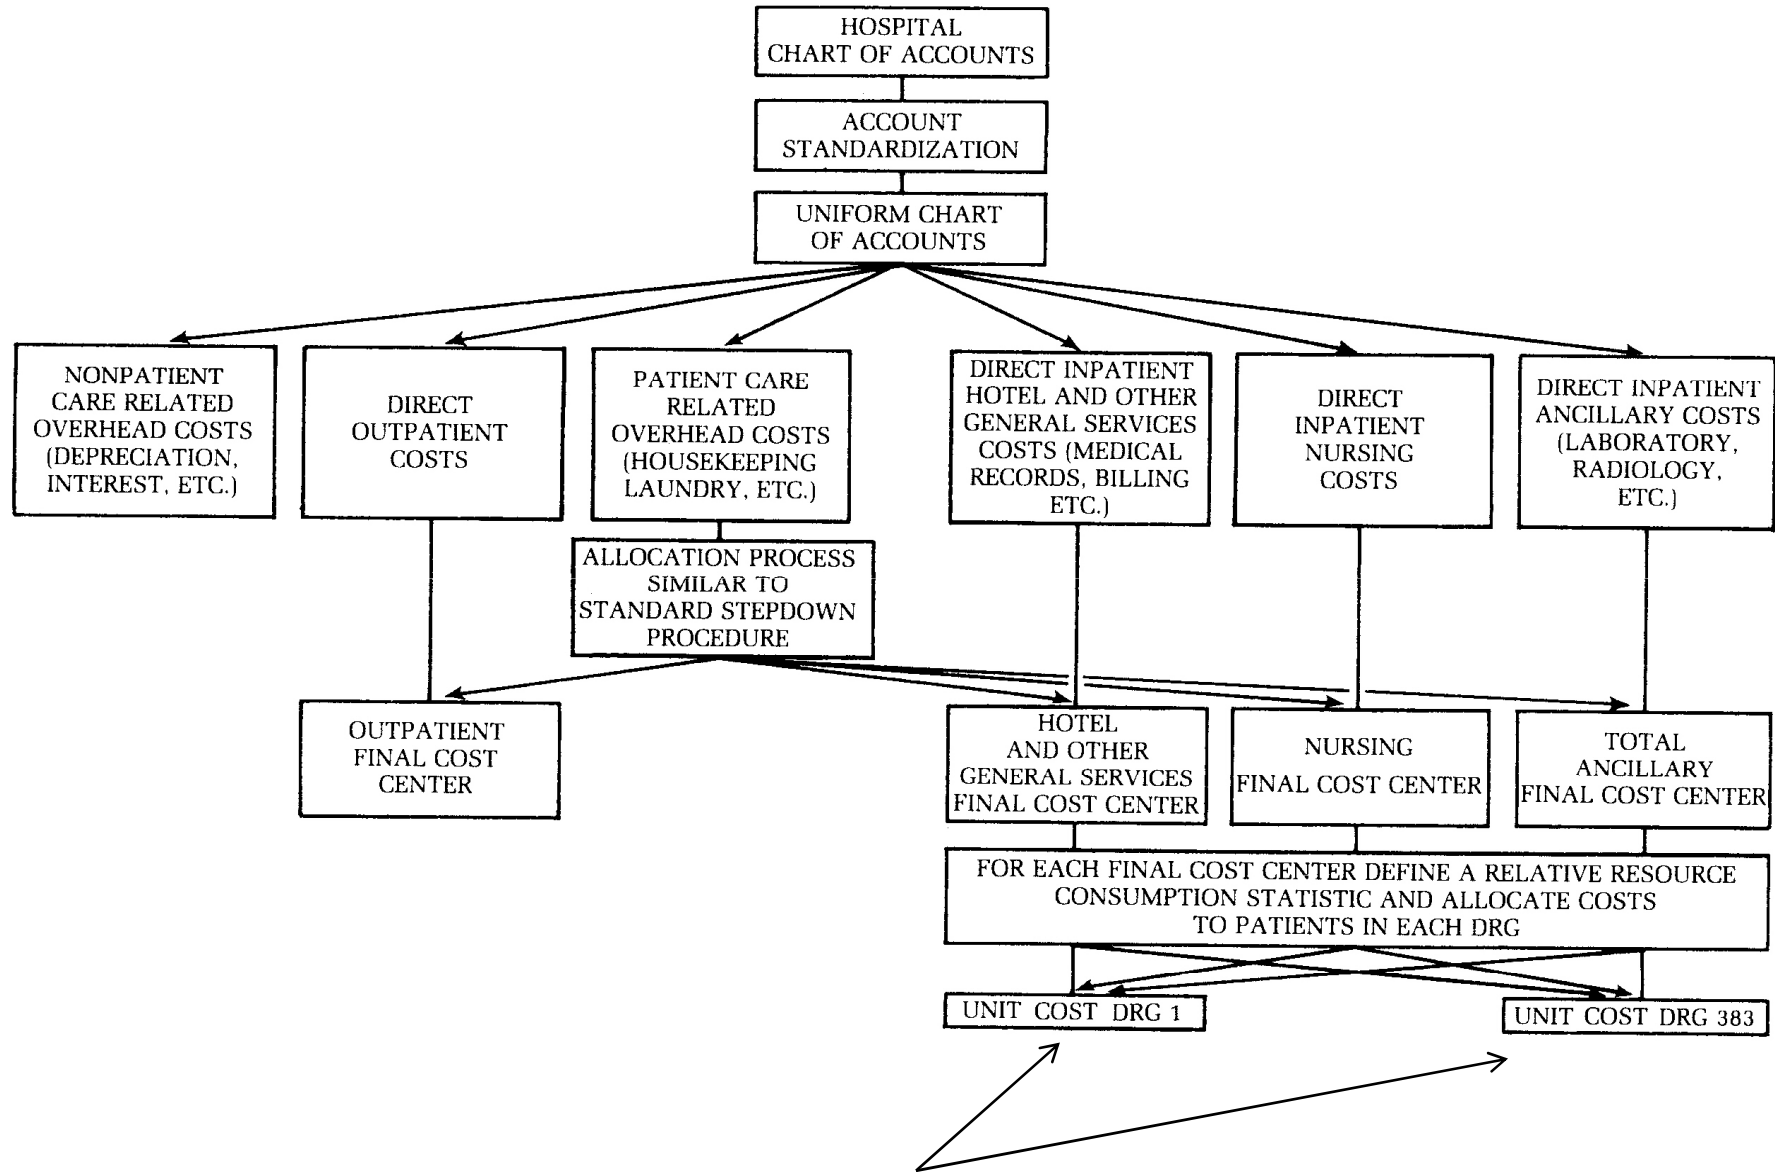 HOSPITAL
CHART OF ACCOUNTS
ACCOUNT
STANDARDIZATION
UNIFORM CHART
OF ACCOUNTS
NONPATIENT
CARE RELATED
OVERHEAD COSTS
(DEPRECIATION,
INTEREST, ETC.)
DIRECT
OUTPATIENT
COSTS
PATIENT CARE
RELATED
OVERHEAD COSTS
(HOUSEKEEPING
LAUNDRY, ETC.)
DIRECT INPATIENT
HOTEL AND OTHER
GENERAL SERVICES
COSTS (MEDICAL
RECORDS, BILLING
ETC.)
DIRECT
INPATIENT
NURSING
COSTS
DIRECT INPATIENT
ANCILLARY COSTS
(LABORATORY,
RADIOLOGY,
ETC.)
ALLOCATION PROCESS
SIMILAR TO
STANDARD STEPDOWN
PROCEDURE
OUTPATIENT
FINAL COST
CENTER
HOTEL
AND OTHER
GENERAL SERVICES
FINAL COST CENTER
NURSING
FINAL COST CENTER
TOTAL
ANCILLARY
FINAL COST CENTER
FOR EACH FINAL COST CENTER DEFINE A RELATIVE RESOURCE
CONSUMPTION STATISTIC AND ALLOCATE COSTS
TO PATIENTS IN EACH DRG
UNIT COST DRG 1
UNIT COST DRG 383